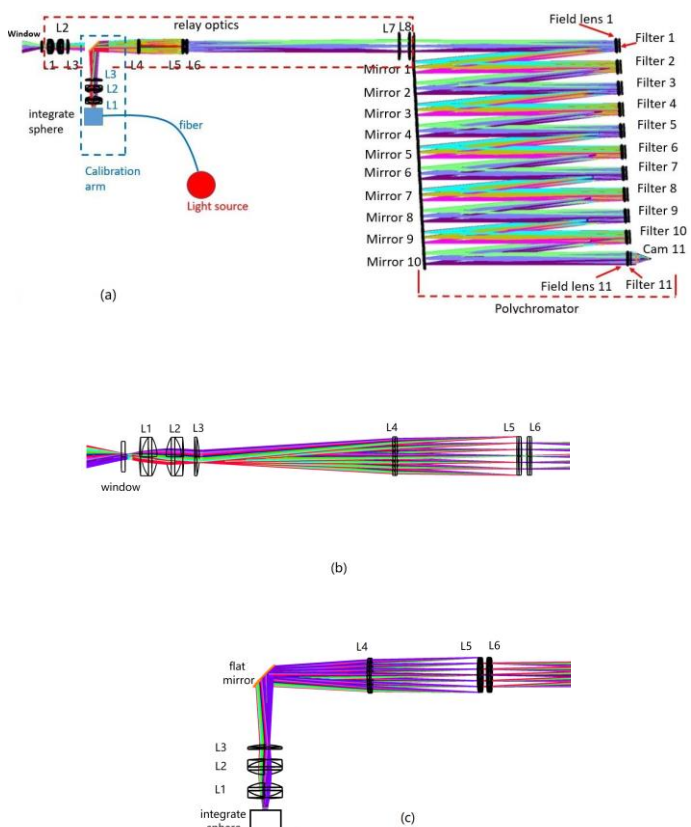 relay optics
Window
L2
L1
L3
L4
L5
L6
L7
L8
Field lens 1
Filter 1
Filter 2
Filter 3
Filter 4
Filter 5
Filter 6
Filter 7
Filter 8
Filter 9
Filter 10
Cam 11
Mirror 1
Mirror 2
Mirror 3
Mirror 4
Mirror 5
Mirror 6
Mirror 7
Mirror 8
Mirror 9
Mirror 10
L3
L2
L1
integrate
sphere
fiber
Calibration
arm
Light source
Field lens 11
Filter 11
Polychromator
(a)
L1
L2
L3
L4
L5
L6
window
(b)
L4
L5
L6
flat
mirror
L3
L2
L1
integrate
sphere
(c)